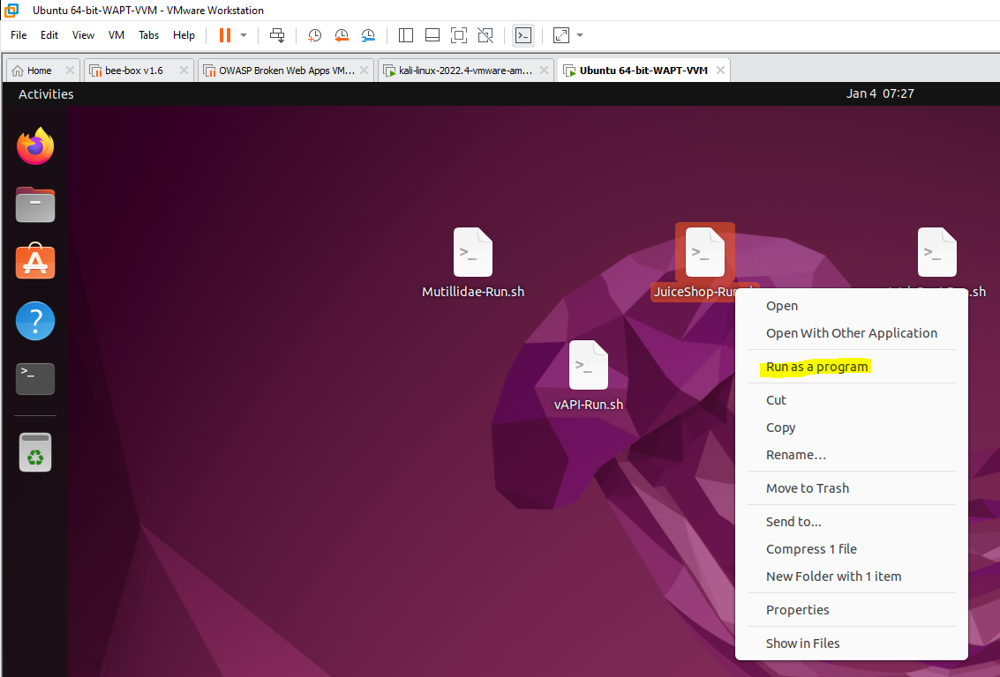 Ubuntu 64-bit-WAPT-VVM - VMware Workstation
File Edit View VM Tabs Help
Home bee-box v1.6 OWASP Broken Web Apps VM... kali-linux-2022.4-vmware-am... Ubuntu 64-bit-WAPT-VVM
Activities Jan 4 07:27
Mutillidae-Run.sh
JuiceShop-Run
.sh
vAPI-Run.sh
Open
Open With Other Application
Run as a program
Cut
Copy
Rename…
Move to Trash
Send to...
Compress 1 file
New Folder with 1 item
Properties
Show in Files